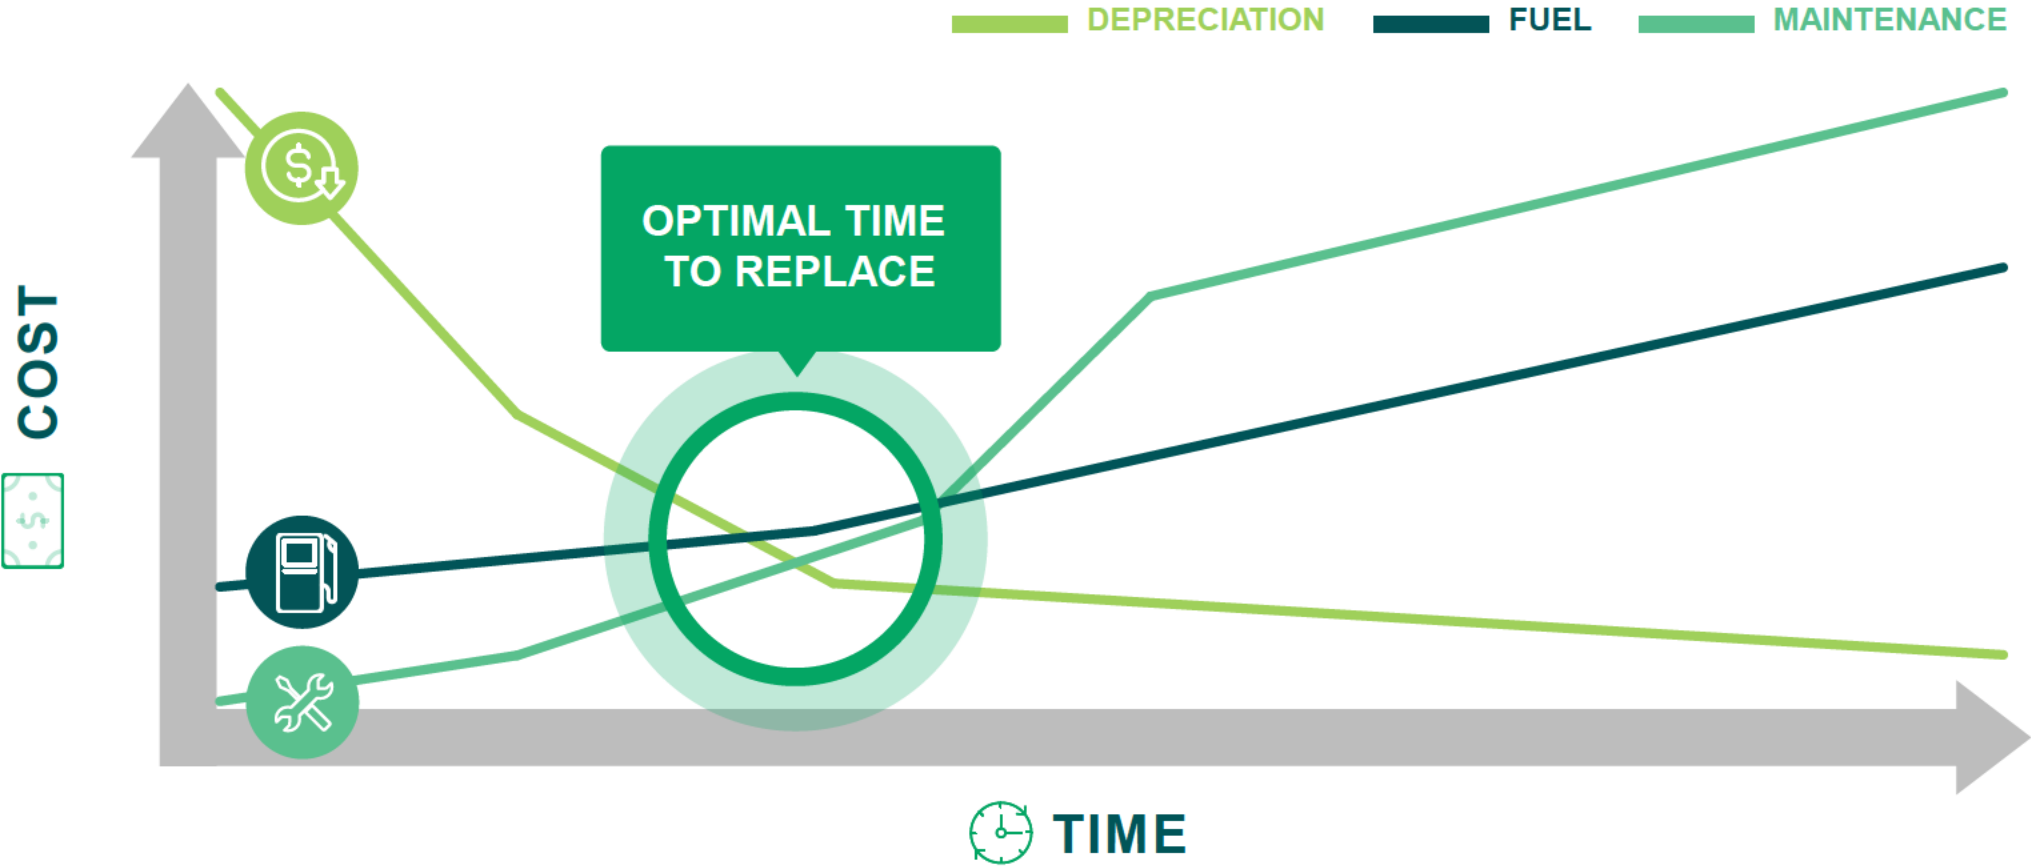 DEPRECIATION
FUEL
MAINTENANCE
$
OPTIMAL TIME
TO REPLACE
COST
$
TIME